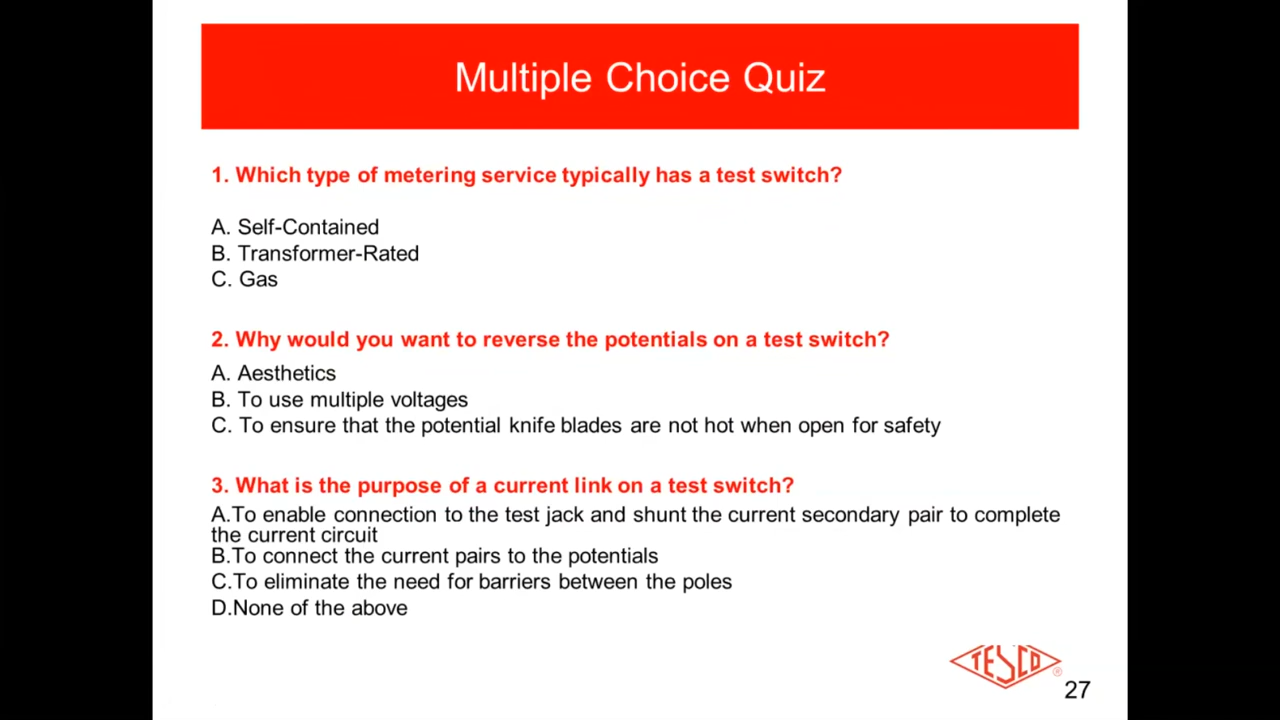 Multiple Choice Quiz
1. Which type of metering service typically has a test switch?
A. Self-Contained
B. Transformer-Rated
C. Gas
2. Why would you want to reverse the potentials on a test switch?
A. Aesthetics
B. To use multiple voltages
C. To ensure that the potential knife blades are not hot when open for safety
3. What is the purpose of a current link on a test switch?
A.To enable connection to the test jack and shunt the current secondary pair to complete
the current circuit
B.To connect the current pairs to the potentials
C.To eliminate the need for barriers between the poles
D.None of the above
TESCO ®
27